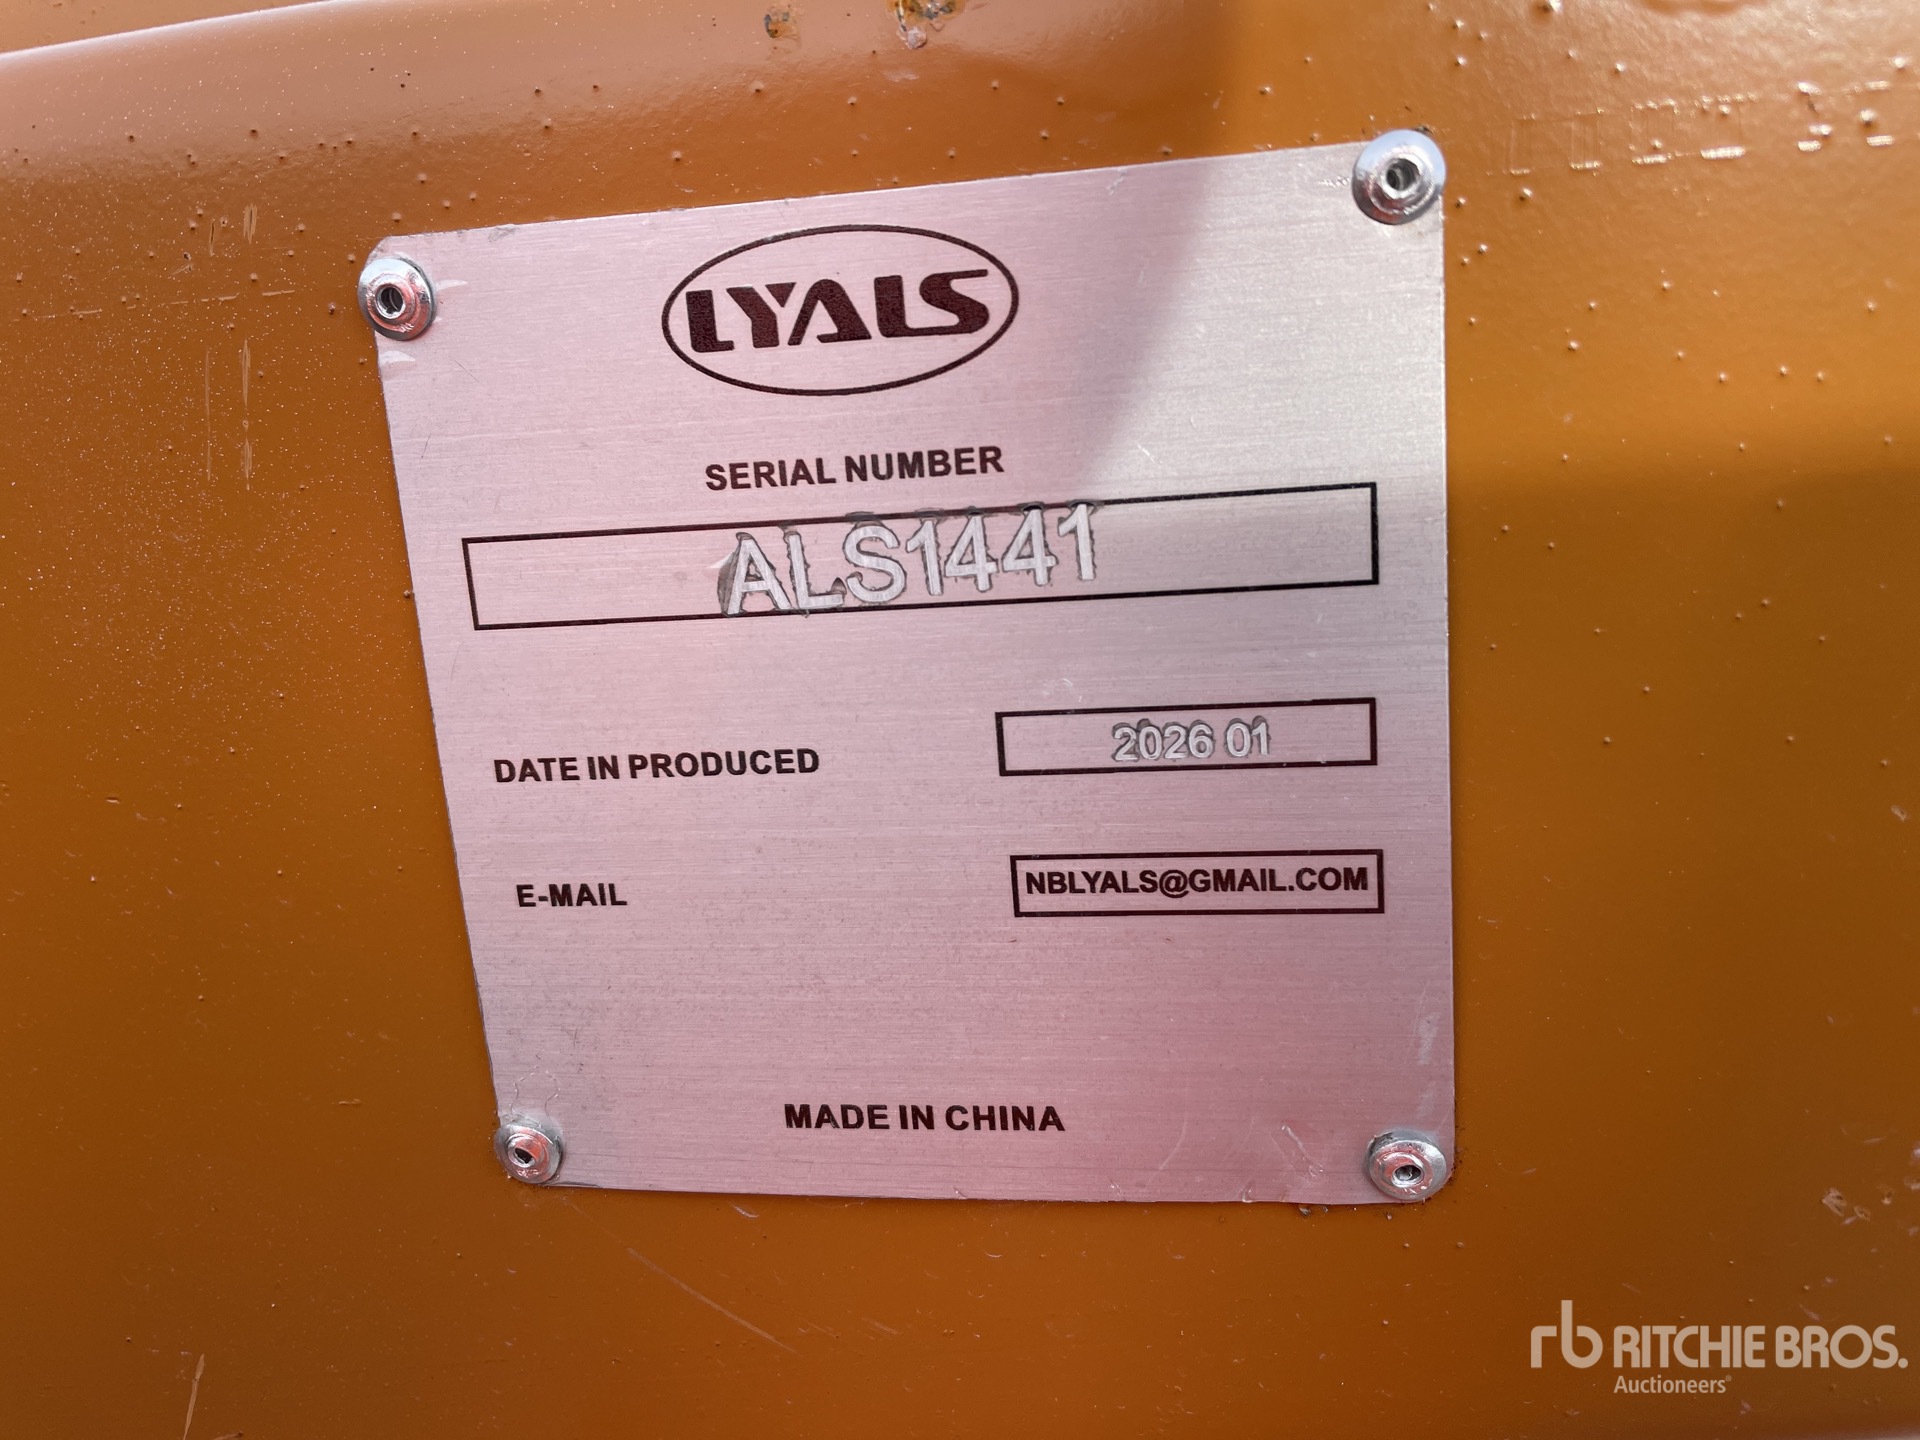 LYALS
SERIAL NUMBER
ALS1441
DATE IN PRODUCED 2026 01
E-MAIL NBLYALS@GMAIL.COM
MADE IN CHINA
rb RITCHIE BROS.
Auctioneers®